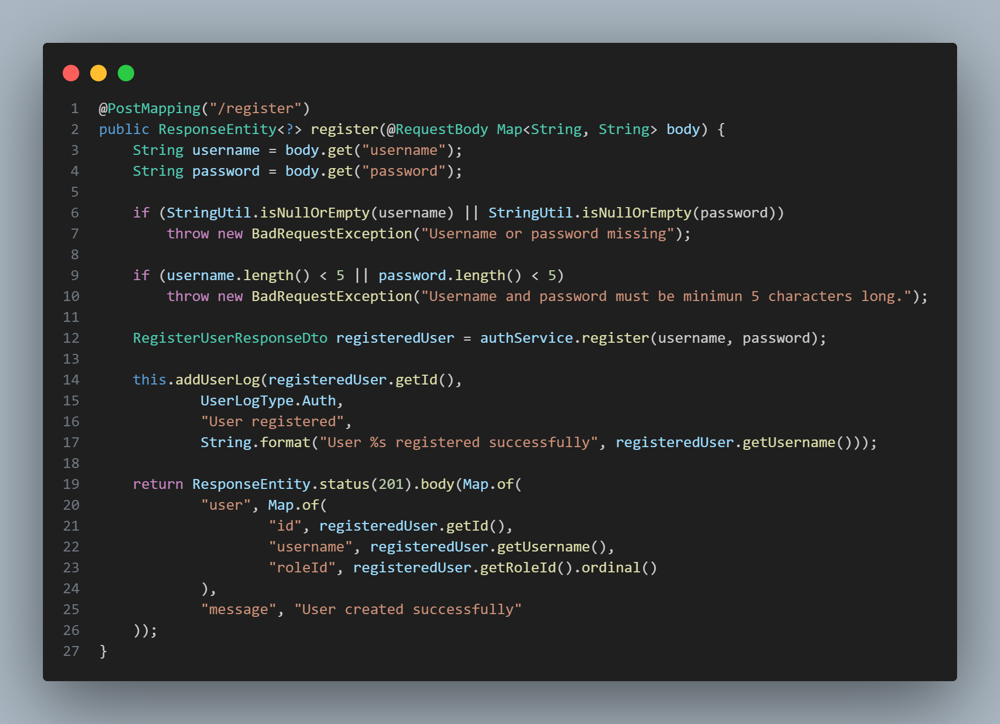 1 @PostMapping("/register")
2 public ResponseEntity<?> register(@RequestBody Map<String, String> body) {
3     String username = body.get("username");
4     String password = body.get("password");
5
6     if (StringUtil.isNullOrEmpty(username) || StringUtil.isNullOrEmpty(password))
7         throw new BadRequestException("Username or password missing");
8
9     if (username.length() < 5 || password.length() < 5)
10         throw new BadRequestException("Username and password must be minimun 5 characters long.");
11
12     RegisterUserResponseDto registeredUser = authService.register(username, password);
13
14     this.addUserLog(registeredUser.getId(),
15             UserLogType.Auth,
16             "User registered",
17             String.format("User %s registered successfully", registeredUser.getUsername()));
18
19     return ResponseEntity.status(201).body(Map.of(
20             "user", Map.of(
21                     "id", registeredUser.getId(),
22                     "username", registeredUser.getUsername(),
23                     "roleId", registeredUser.getRoleId().ordinal()
24             ),
25             "message", "User created successfully"
26     ));
27 }